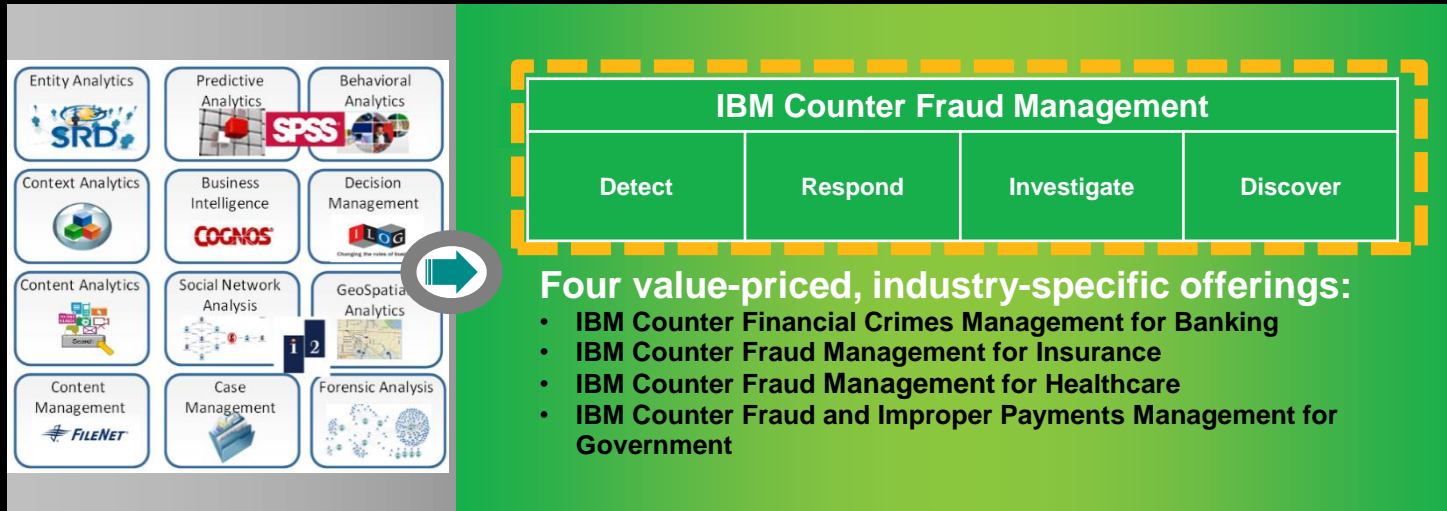 Entity Analytics
SRD
Predictive
Analytics
SPSS
Behavioral
Analytics
Context Analytics
Business
Intelligence
COGNOS
Decision
Management
ILOG
Content Analytics
Search
Social Network
Analysis
i2
GeoSpatial
Analytics
Content
Management
FILENET
Case
Management
Forensic Analysis
IBM Counter Fraud Management
Detect
Respond
Investigate
Discover
Four value-priced, industry-specific offerings:
• IBM Counter Financial Crimes Management for Banking
• IBM Counter Fraud Management for Insurance
• IBM Counter Fraud Management for Healthcare
• IBM Counter Fraud and Improper Payments Management for
Government